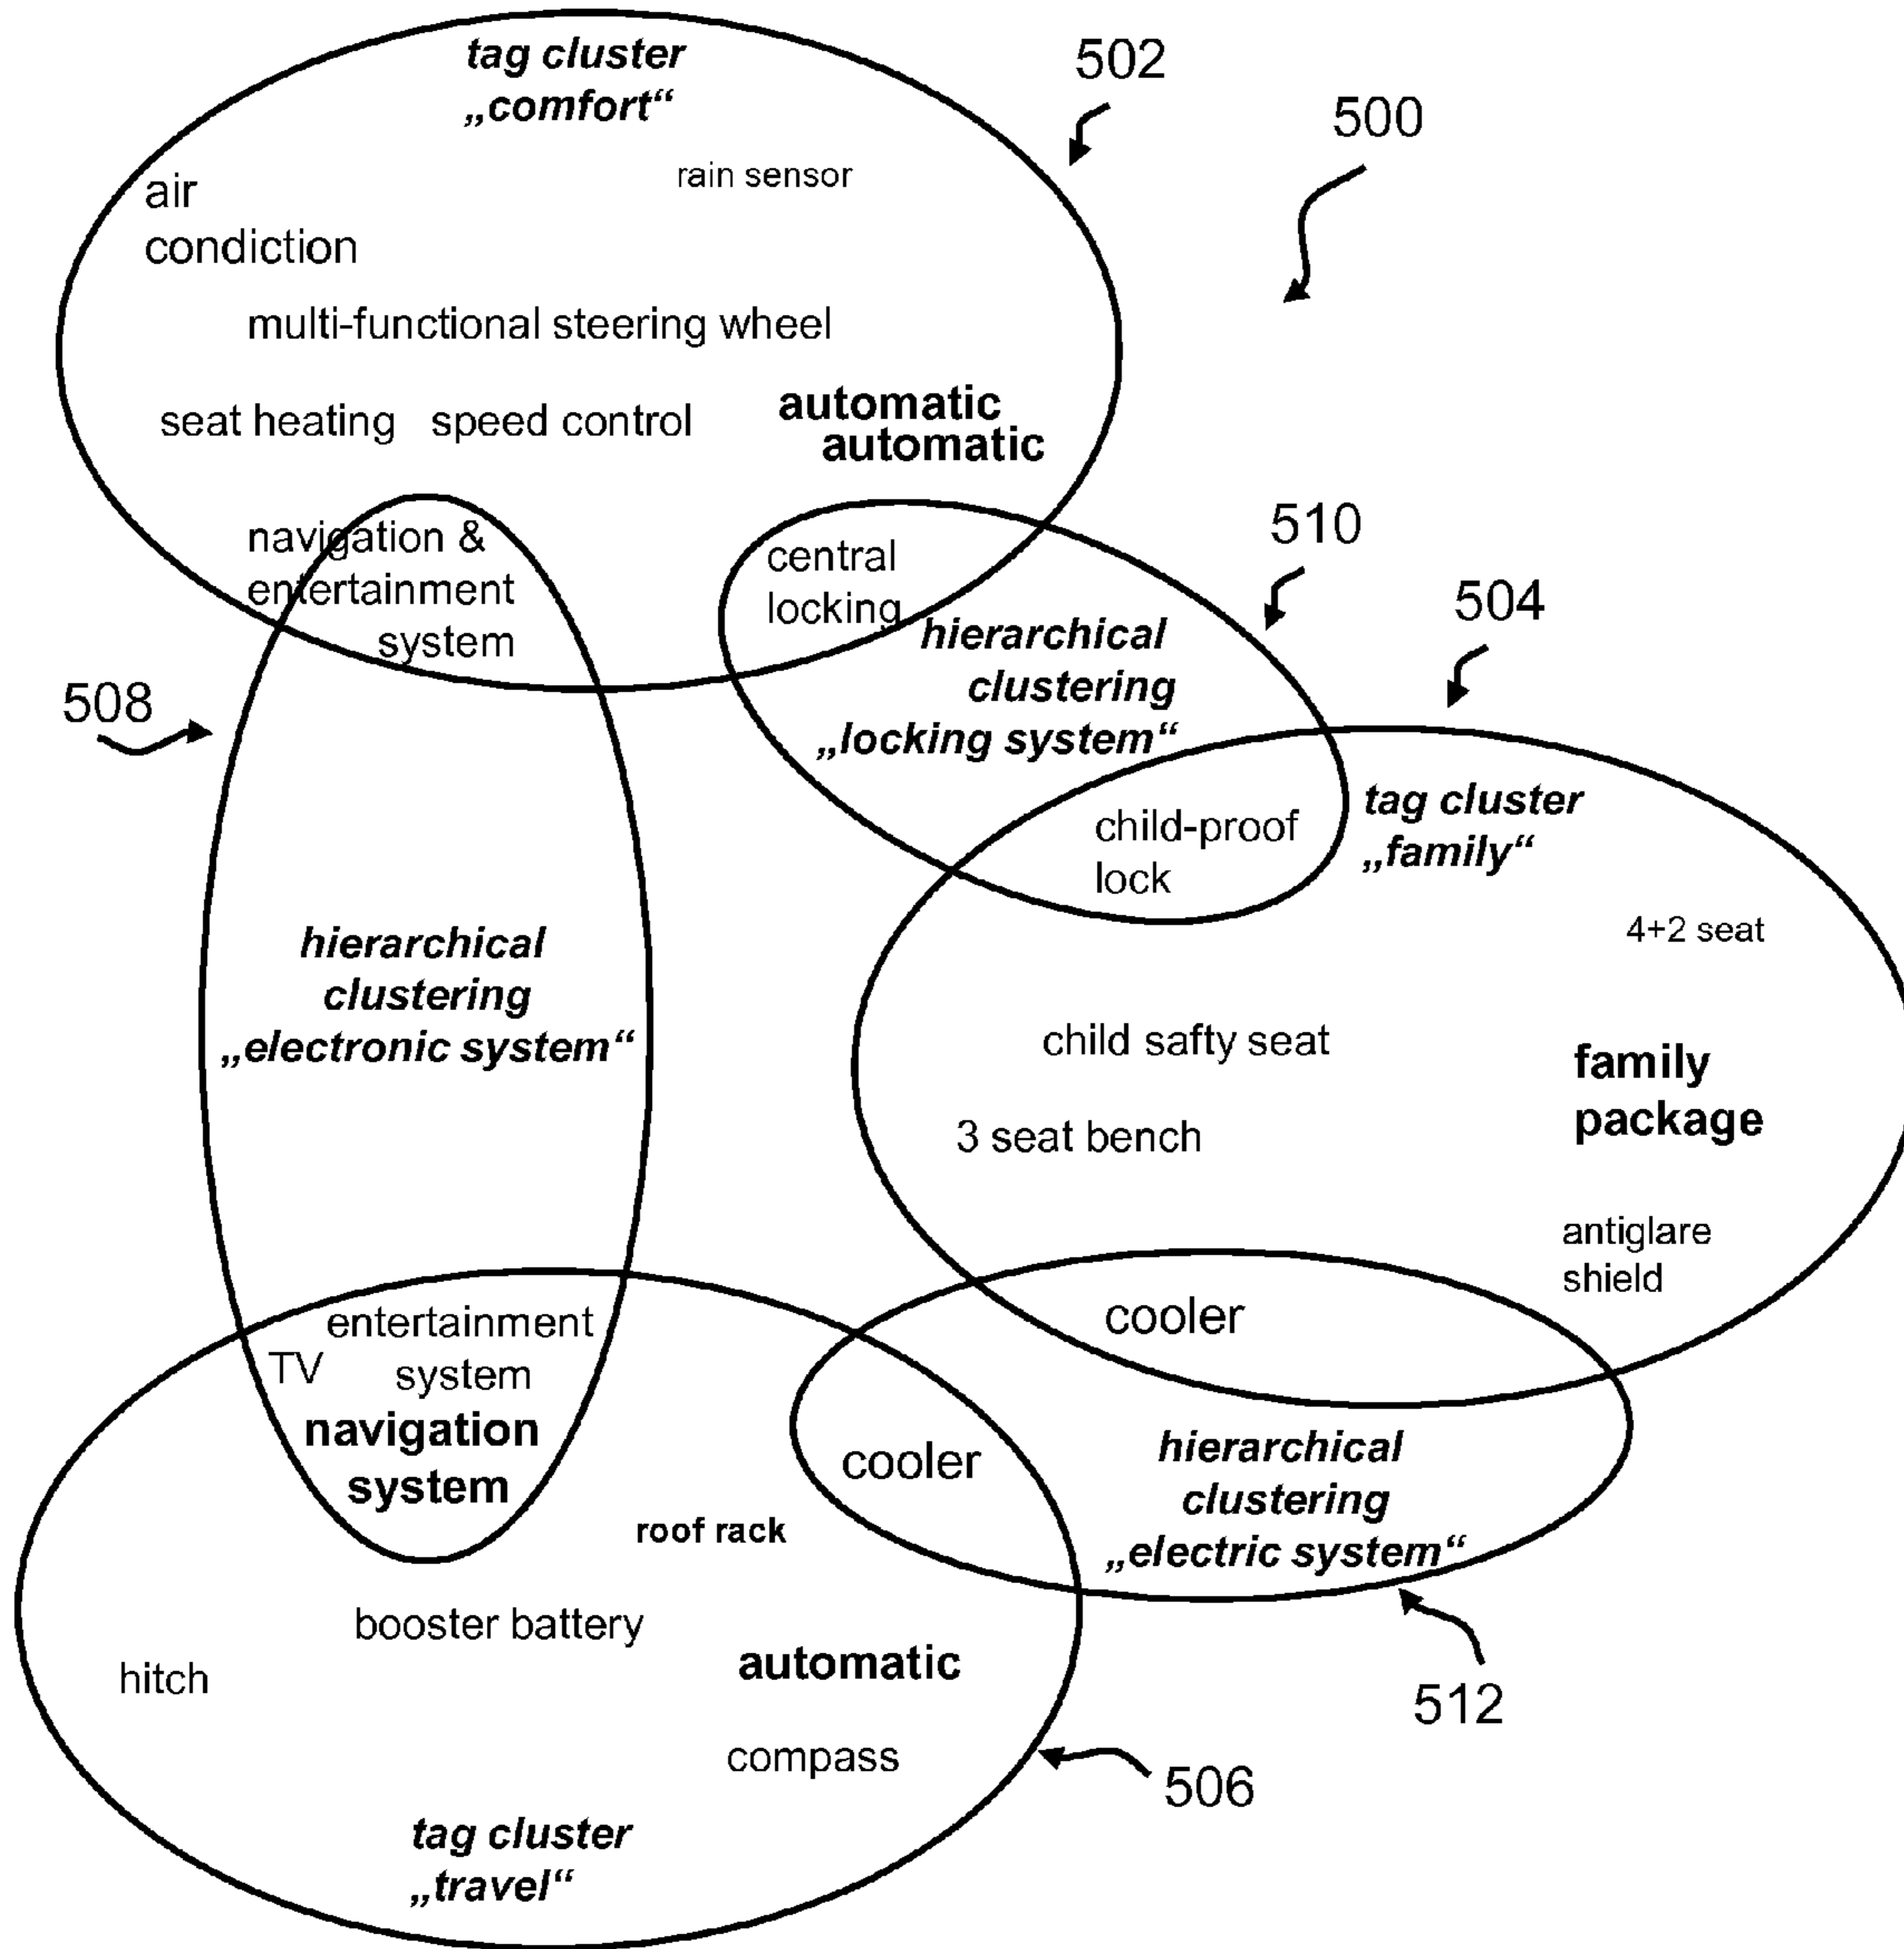 tag cluster
„comfort“
502
500
rain sensor
air
condiction
multi-functional steering wheel
seat heating speed control
automatic
automatic
navigation &
entertainment
system
central
locking
510
504
hierarchical
clustering
„locking system“
508
child-proof
lock
tag cluster
„family“
4+2 seat
hierarchical
clustering
„electronic system“
child safty seat
family
package
3 seat bench
antiglare
shield
cooler
entertainment
TV system
navigation
system
cooler
hierarchical
clustering
„electric system“
roof rack
booster battery
automatic
hitch
512
compass
506
tag cluster
„travel“